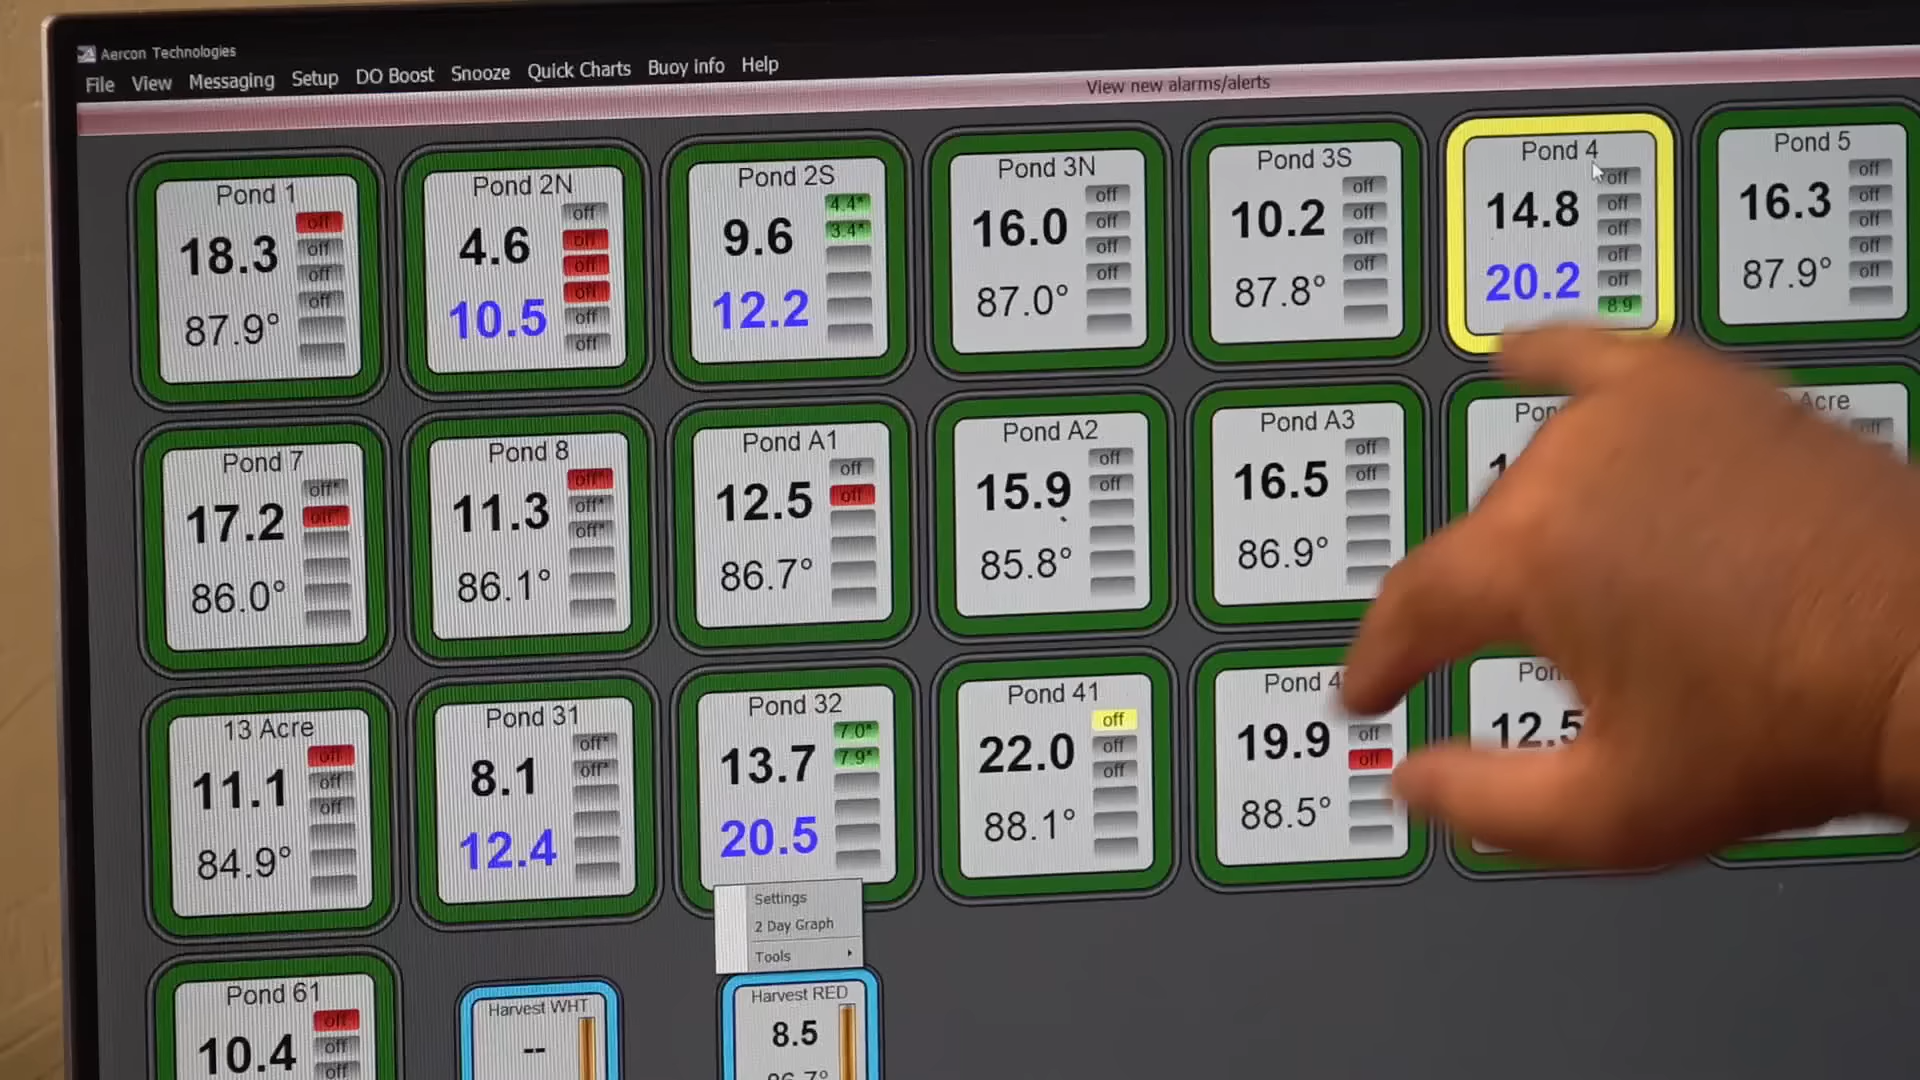 Aercon Technologies
File View Messaging Setup DO Boost Snooze Quick Charts Buoy info Help
View new alarms/alerts
Pond 1
18.3
87.9°
off
off
off
off
Pond 2N
4.6
10.5
off
off
off
off
off
off
Pond 2S
9.6
12.2
4.4*
3.4*
Pond 3N
16.0
87.0°
off
off
off
off
Pond 3S
10.2
87.8°
off
off
off
off
Pond 4
14.8
20.2
off
off
off
off
off
8.9
Pond 5
16.3
87.9°
off
off
off
off
off
Pond 7
17.2
86.0°
off*
off*
Pond 8
11.3
86.1°
off*
off*
off*
Pond A1
12.5
86.7°
off
off
Pond A2
15.9
85.8°
off
off
Pond A3
16.5
86.9°
off
off
Acre
off
13 Acre
11.1
84.9°
off
off
off
Pond 31
8.1
12.4
off*
off*
Pond 32
13.7
20.5
7.0*
7.9*
Pond 41
22.0
88.1°
off
off
off
Pond 4
19.9
88.5°
off
off
12.5
Settings
2 Day Graph
Tools
Pond 61
10.4
off
off
off
Harvest WHT
--
Harvest RED
8.5